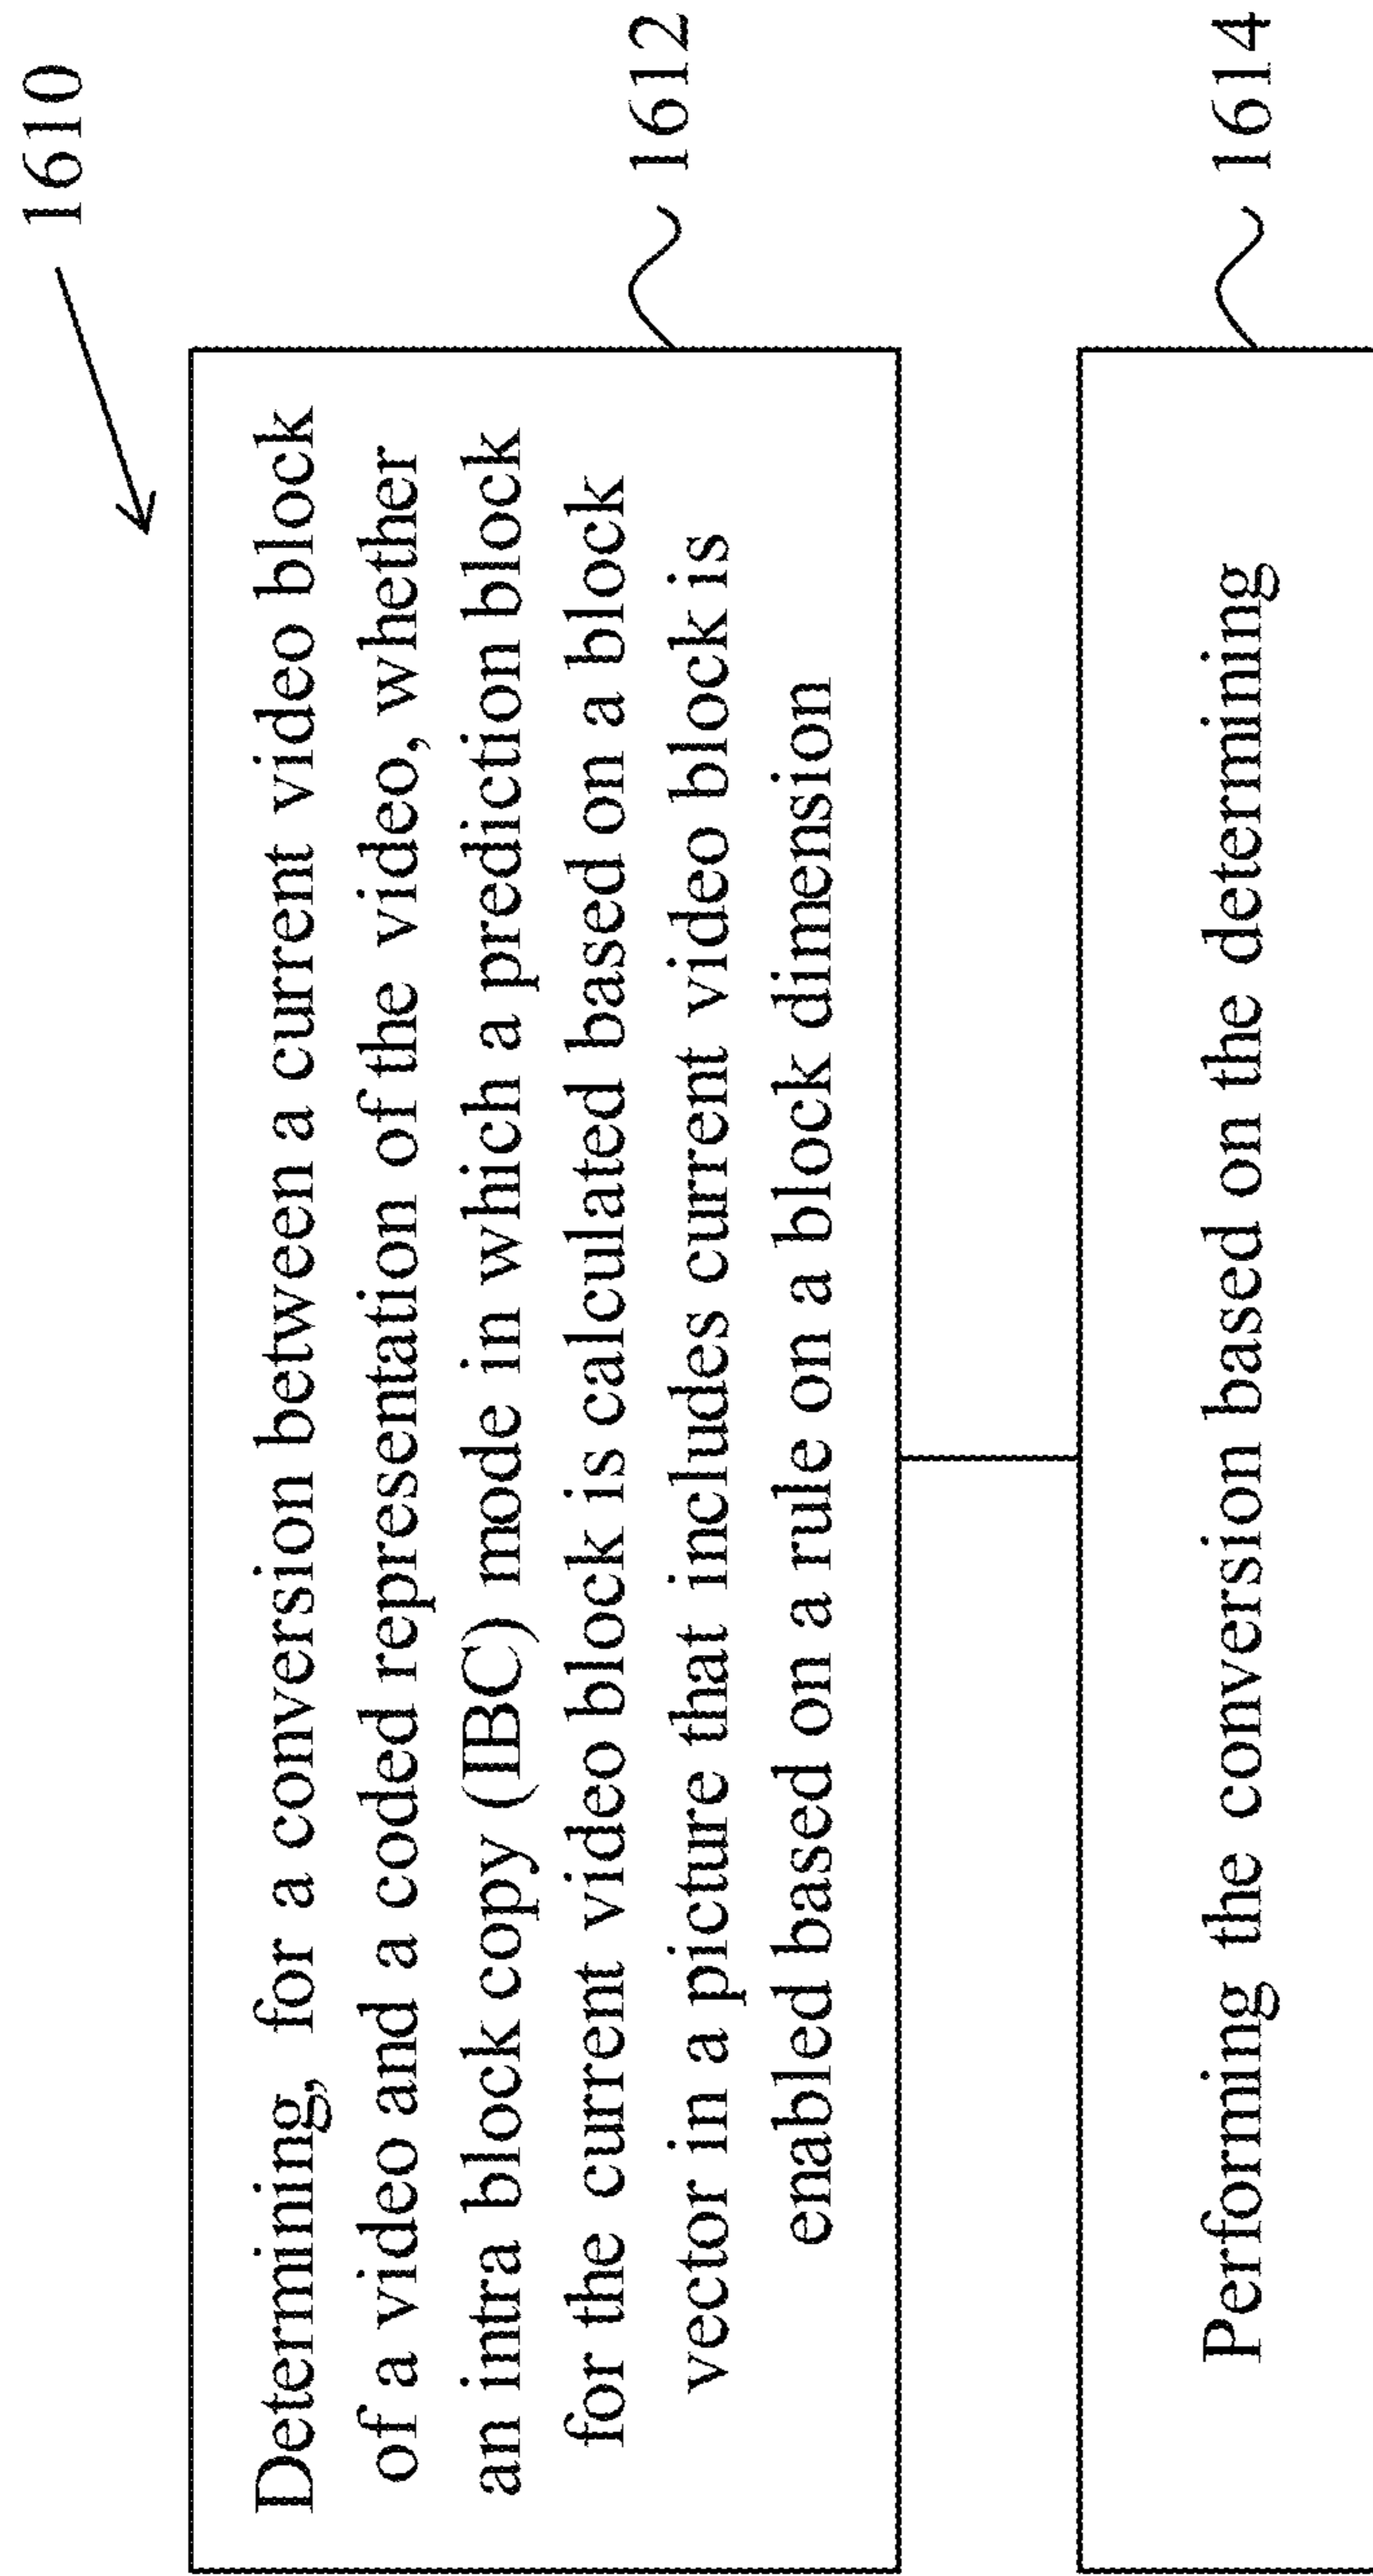 1610
Determining, for a conversion between a current video block
of a video and a coded representation of the video, whether
an intra block copy (IBC) mode in which a prediction block
for the current video block is calculated based on a block
vector in a picture that includes current video block is
enabled based on a rule on a block dimension
1612
Performing the conversion based on the determining
1614